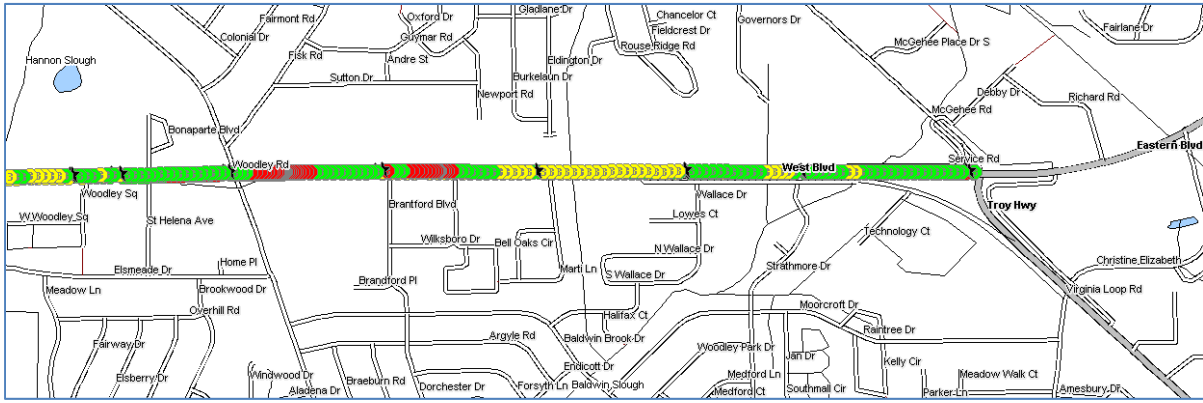 Fairmont Rd
Oxford Dr
Gladlane Dr
Chancelor Ct
Governors Dr
Fairlane Dr
Colonial Dr
Guymar Rd
Fieldcrest Dr
Rouse Ridge Rd
McGehee Place Dr S
Hannon Slough
Fisk Rd
Andre St
Eldington Dr
Sutton Dr
Burkelaun Dr
Newport Rd
Debby Dr
Richard Rd
McGehee Rd
Bonaparte Blvd
Eastern Blvd
Woodley Rd
West Blvd
Service Rd
Woodley Sq
Wallace Dr
Brantford Blvd
Troy Hwy
W Woodley Sq
St Helena Ave
Lowes Ct
Technology Ct
Wilksboro Dr
Bell Oaks Cir
N Wallace Dr
Home Pl
Christine Elizabeth
Elsmeade Dr
Marti Ln
S Wallace Dr
Strathmore Dr
Brandford Pl
Meadow Ln
Brookwood Dr
Virginia Loop Rd
Overhill Rd
Moorcroft Dr
Halifax Ct
Raintree Dr
Argyle Rd
Baldwin Brook Dr
Fairway Dr
Woodley Park Dr
Jan Dr
Kelly Cir
Endicott Dr
Windwood Dr
Medford Ln
Meadow Walk Ct
Elsberry Dr
Braeburn Rd
Dorchester Dr
Forsyth Ln
Baldwin Slough
Aladena Dr
Medford Ct
Southmall Cir
Parker Ln
Amesbury Dr